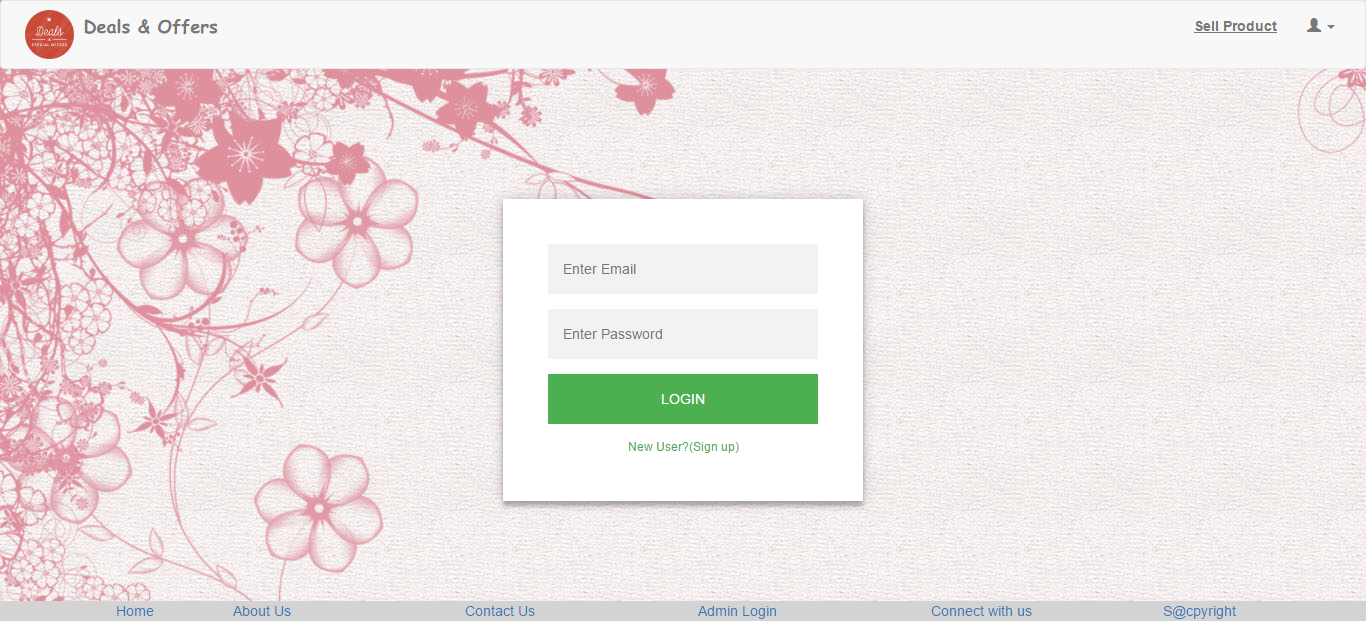 Deals
&
SPECIAL OFFERS
Deals & Offers
Sell Product
Enter Email
Enter Password
LOGIN
New User?(Sign up)
Home About Us Contact Us Admin Login Connect with us S@cpyright